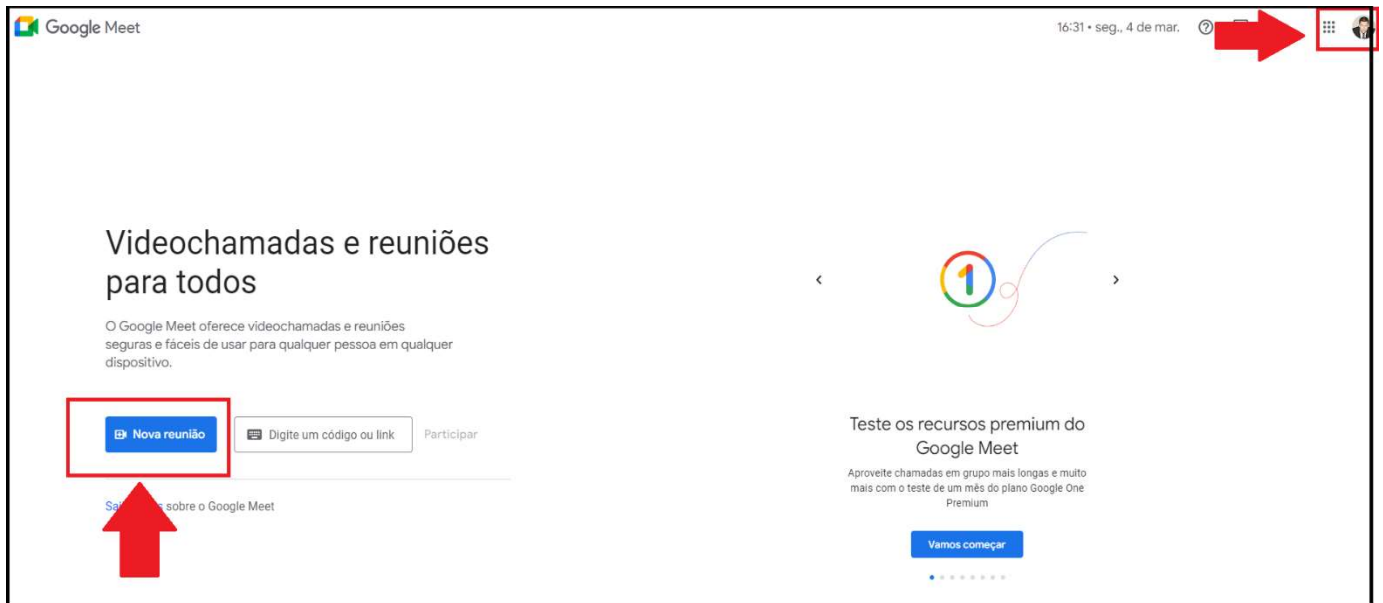 Google Meet
16:31 • seg., 4 de mar.
Videochamadas e reuniões
para todos
O Google Meet oferece videochamadas e reuniões
seguras e fáceis de usar para qualquer pessoa em qualquer
dispositivo.
Nova reunião
Digite um código ou link
Participar
sobre o Google Meet
1
Teste os recursos premium do
Google Meet
Aproveite chamadas em grupo mais longas e muito
mais com o teste de um mês do plano Google One
Premium
Vamos começar